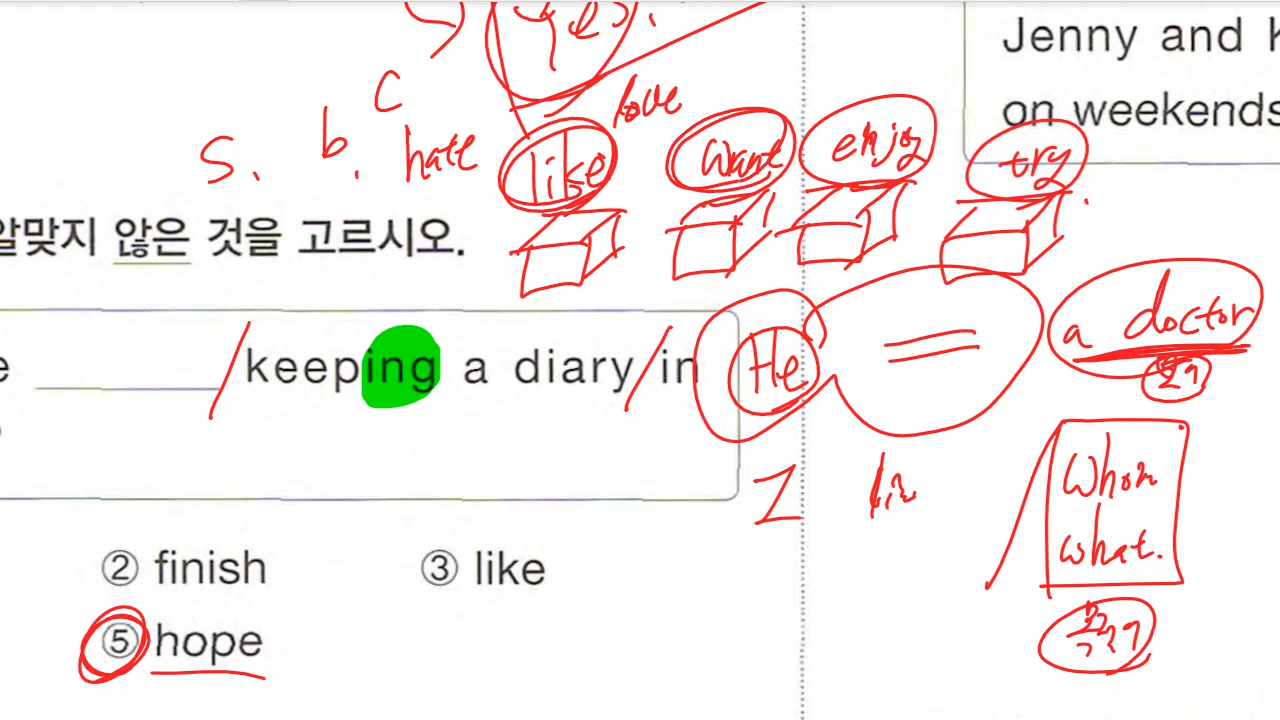 yes.
Jenny and
on weekends
s. b. c
hate like love want enjoy try
알맞지 않은 것을 고르시오.
keeping a diary in
He = a doctor
보어
I
whom
what.
② finish ③ like
⑤ hope
목적어